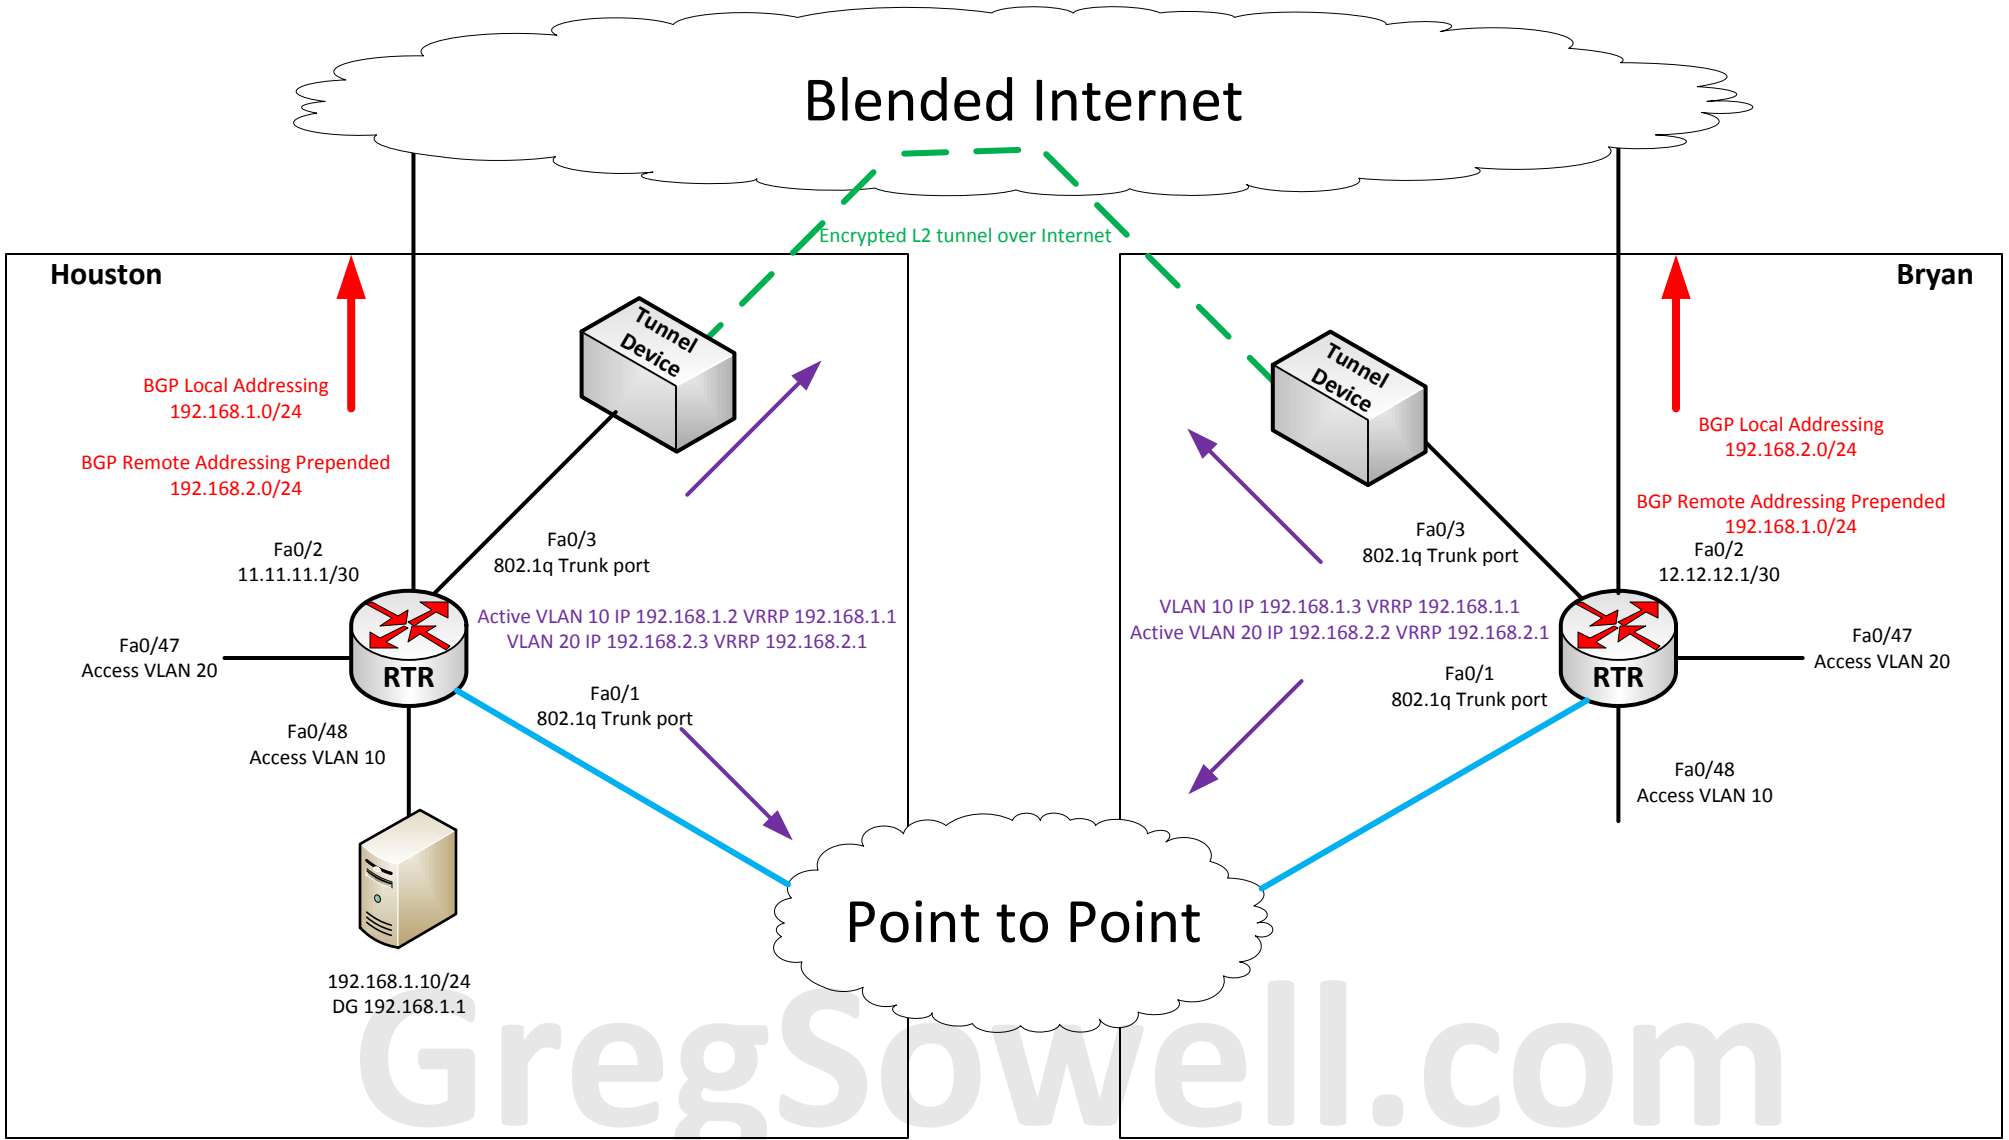 Blended Internet
Encrypted L2 tunnel over Internet
Houston
Tunnel
Device
BGP Local Addressing
192.168.1.0/24
BGP Remote Addressing Prepended
192.168.2.0/24
Fa0/2
11.11.11.1/30
Fa0/3
802.1q Trunk port
Active VLAN 10 IP 192.168.1.2 VRRP 192.168.1.1
VLAN 20 IP 192.168.2.3 VRRP 192.168.2.1
Fa0/47
Access VLAN 20
RTR
Fa0/1
802.1q Trunk port
Fa0/48
Access VLAN 10
192.168.1.10/24
DG 192.168.1.1
Bryan
Tunnel
Device
BGP Local Addressing
192.168.2.0/24
BGP Remote Addressing Prepended
192.168.1.0/24
Fa0/3
802.1q Trunk port
Fa0/2
12.12.12.1/30
VLAN 10 IP 192.168.1.3 VRRP 192.168.1.1
Active VLAN 20 IP 192.168.2.2 VRRP 192.168.2.1
Fa0/47
Access VLAN 20
RTR
Fa0/1
802.1q Trunk port
Fa0/48
Access VLAN 10
Point to Point
GregSowell.com